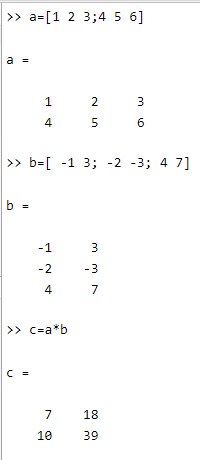 >> a=[1 2 3;4 5 6]
a =
1 2 3
4 5 6
>> b=[ -1 3; -2 -3; 4 7]
b =
-1 3
-2 -3
4 7
>> c=a*b
c =
7 18
10 39